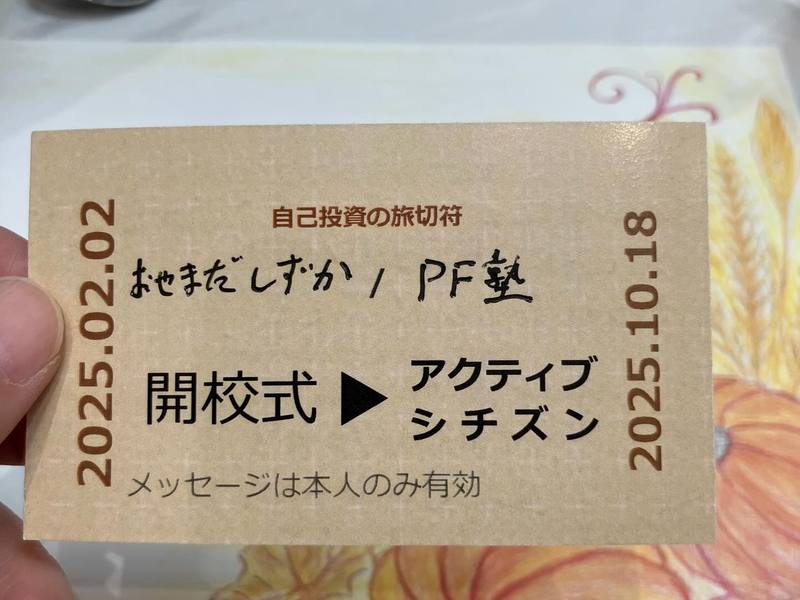 自己投資の旅切符
2025.02.02
おやまだしずか / PF塾
開校式 ▶ アクティブ
シチズン
2025.10.18
メッセージは本人のみ有効